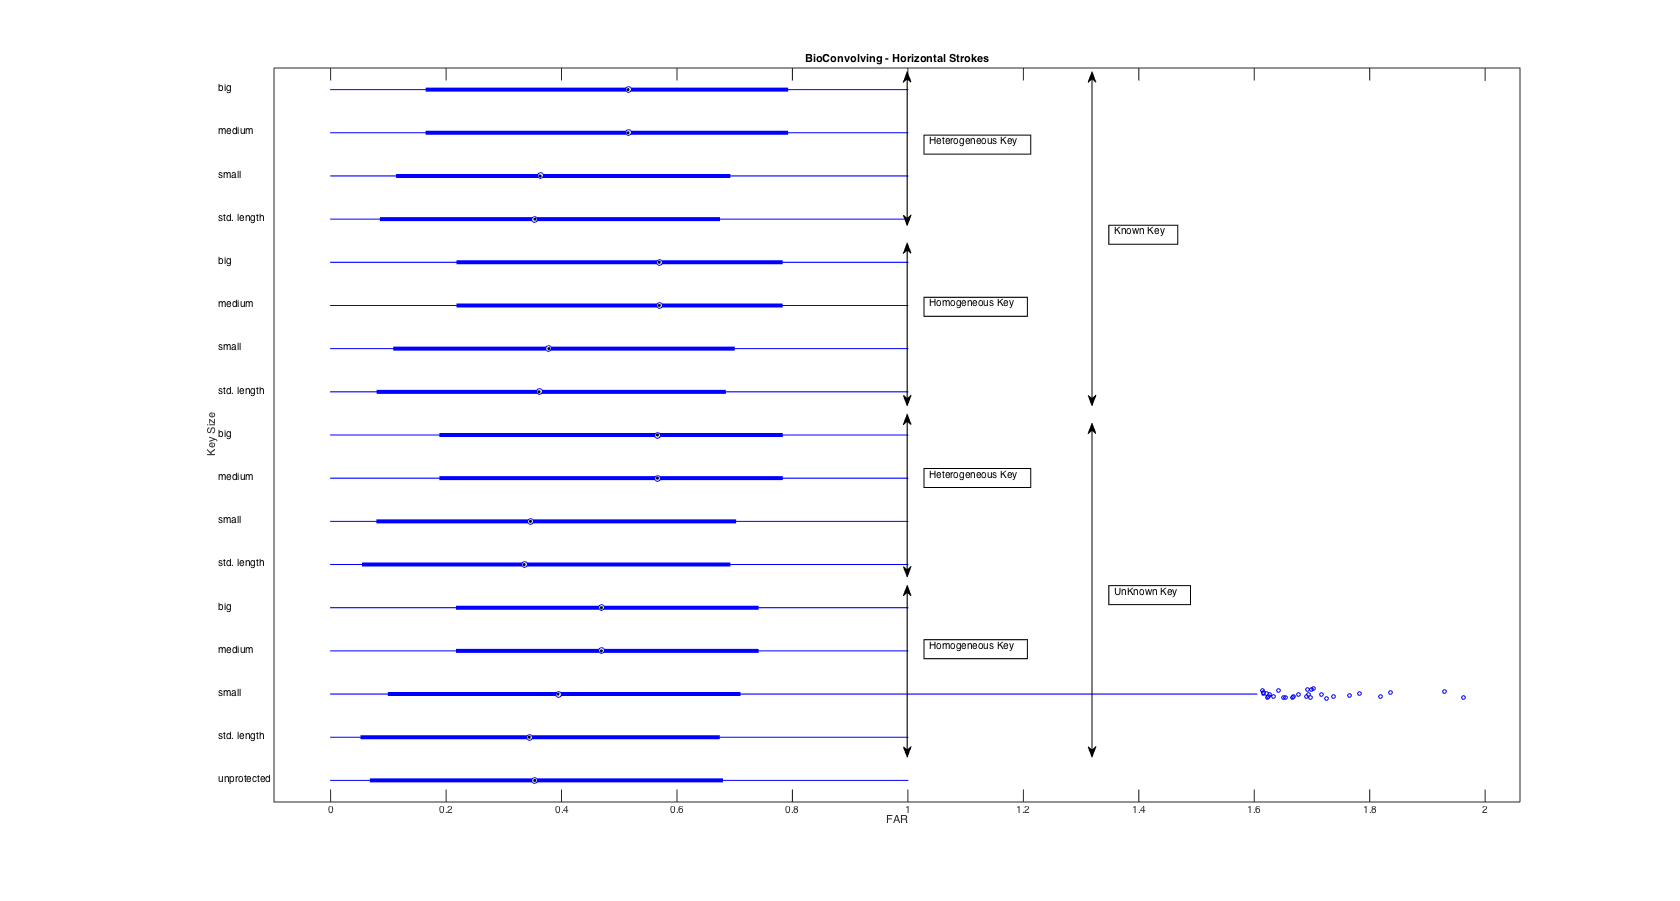 BioConvolving - Horizontal Strokes
big
medium
Heterogeneous Key
small
std. length
Known Key
big
medium
Homogeneous Key
small
std. length
Key Size
big
medium
Heterogeneous Key
small
std. length
UnKnown Key
big
medium
Homogeneous Key
small
std. length
unprotected
0 0.2 0.4 0.6 0.8 1 1.2 1.4 1.6 1.8 2
FAR